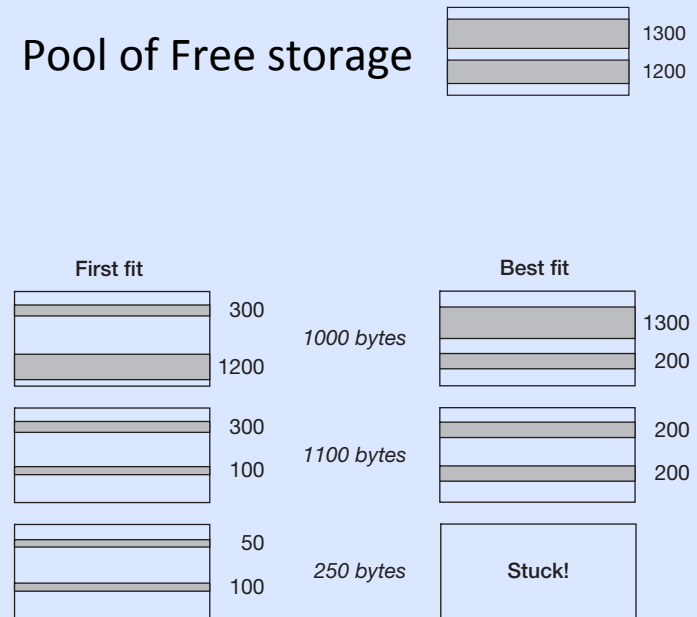 Pool of Free storage
1300
1200
First fit
Best fit
300
1200
1000 bytes
1300
200
300
100
1100 bytes
200
200
50
100
250 bytes
Stuck!